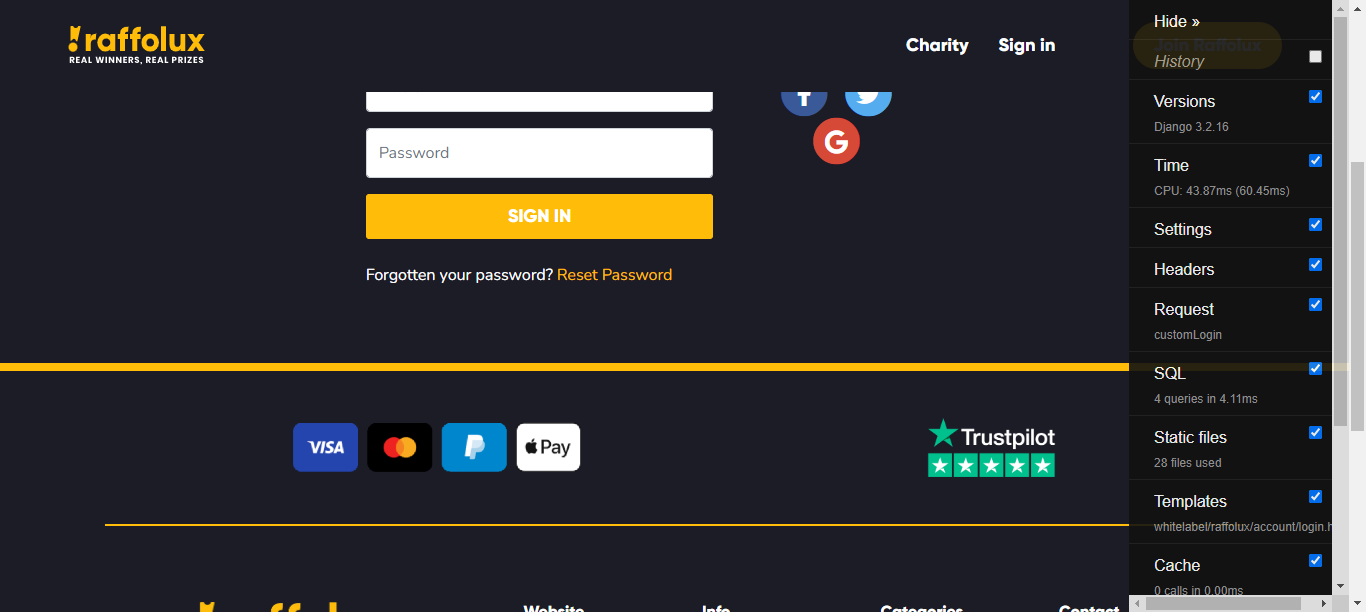 raffolux
REAL WINNERS, REAL PRIZES
Charity
Sign in
Join Raffolux
Password
SIGN IN
Forgotten your password? Reset Password
VISA
Pay
Trustpilot
Website
Info
Categories
Contact
Hide »
History
Versions
Django 3.2.16
Time
CPU: 43.87ms (60.45ms)
Settings
Headers
Request
customLogin
SQL
4 queries in 4.11ms
Static files
28 files used
Templates
whitelabel/raffolux/account/login.h
Cache
0 calls in 0.00ms